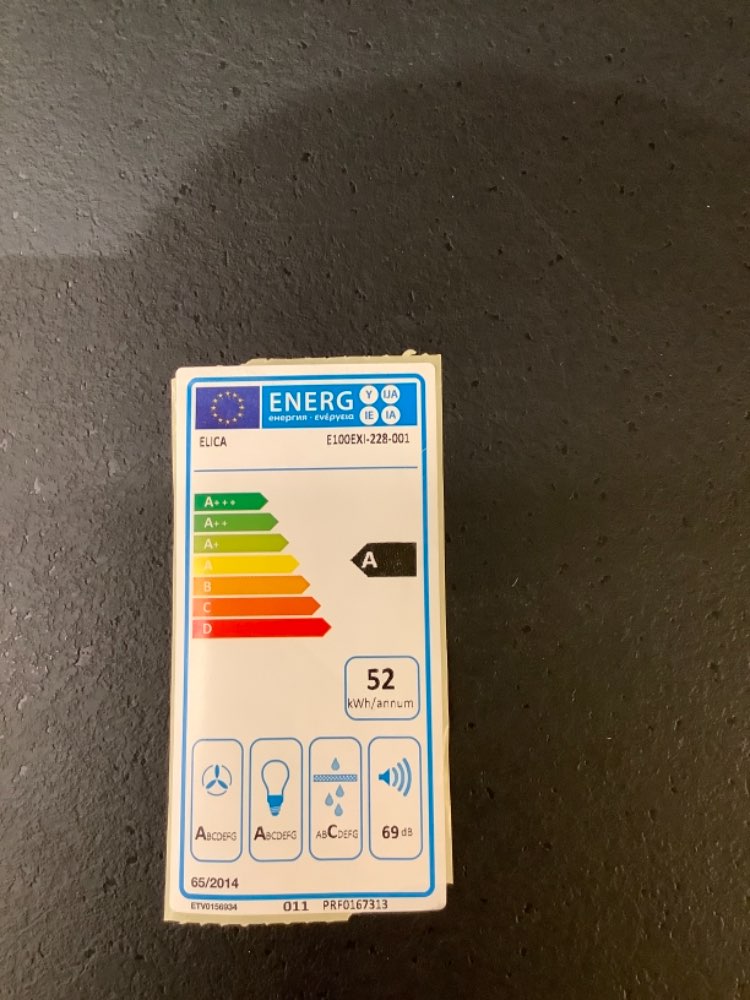 ENERG Y IJA
енергия · ενέργεια IE IA
ELICA E100EXI-228-001
A+++
A++
A+
A
A
B
C
D
52
kWh/annum
ABCDEFG ABCDEFG ABCDEFG 69 dB
65/2014
ETV0156934 011 PRF0167313